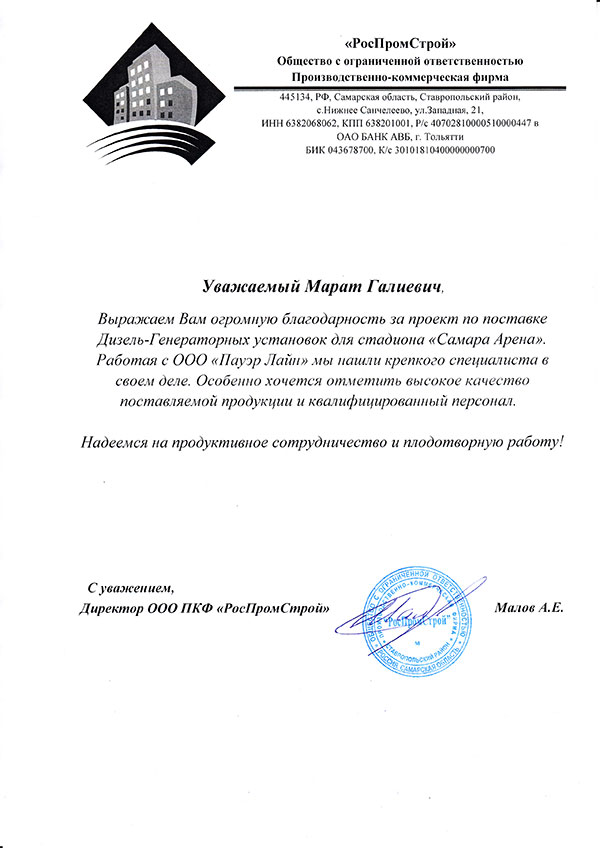 «РосПромСтрой»
Общество с ограниченной ответственностью
Производственно-коммерческая фирма
445134, РФ, Самарская область, Ставропольский район,
с.Нижнее Санчелеево, ул.Западная, 21,
ИНН 6382068062, КПП 638201001, Р/с 40702810000510000447 в
ОАО БАНК АВБ, г. Тольятти
БИК 043678700, К/с 30101810400000000700
Уважаемый Марат Галиевич,
Выражаем Вам огромную благодарность за проект по поставке
Дизель-Генераторных установок для стадиона «Самара Арена».
Работая с ООО «Пауэр Лайн» мы нашли крепкого специалиста в
своем деле. Особенно хочется отметить высокое качество
поставляемой продукции и квалифицированный персонал.
Надеемся на продуктивное сотрудничество и плодотворную работу!
С уважением,
Директор ООО ПКФ «РосПромСтрой»
Малов А.Е.
ОБЩЕСТВО С ОГРАНИЧЕННОЙ ОТВЕТСТВЕННОСТЬЮ
РОССИЯ, САМАРСКАЯ ОБЛАСТЬ
СТАВРОПОЛЬСКИЙ РАЙОН
"РосПромСтрой"